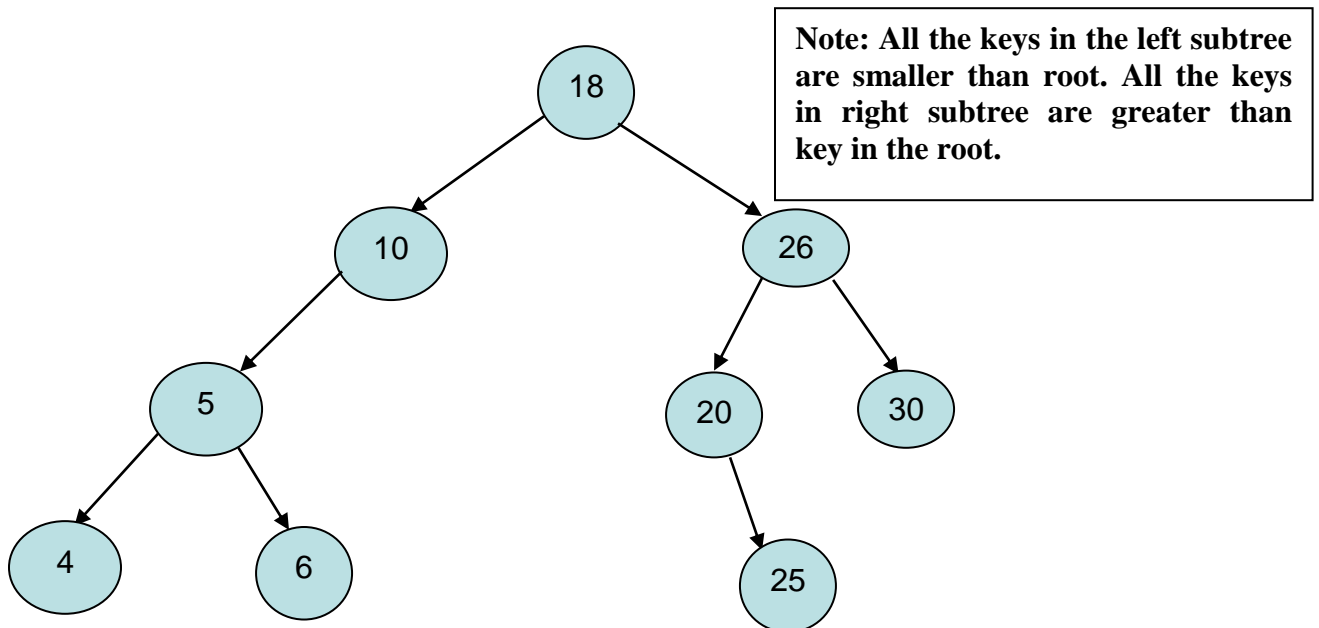 Note: All the keys in the left subtree
are smaller than root. All the keys
in right subtree are greater than
key in the root.
18
10
26
5
20
30
4
6
25